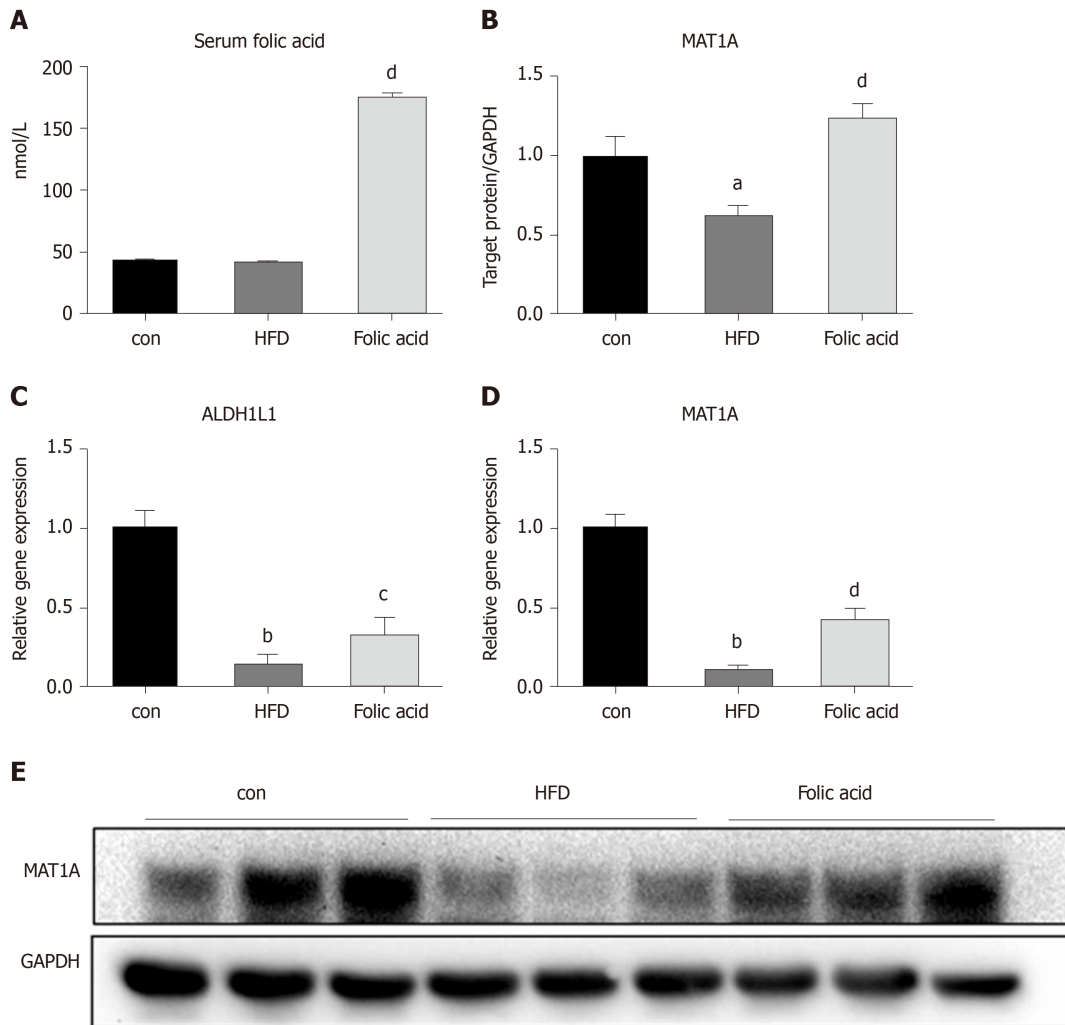 A
Serum folic acid
nmol/L
200
150
100
50
0
d
con HFD Folic acid
B
MAT1A
Target protein/GAPDH
1.5
1.0
0.5
0.0
a
d
con HFD Folic acid
C
ALDH1L1
Relative gene expression
1.5
1.0
0.5
0.0
b
c
con HFD Folic acid
D
MAT1A
Relative gene expression
1.5
1.0
0.5
0.0
b
d
con HFD Folic acid
E
con HFD Folic acid
MAT1A
GAPDH